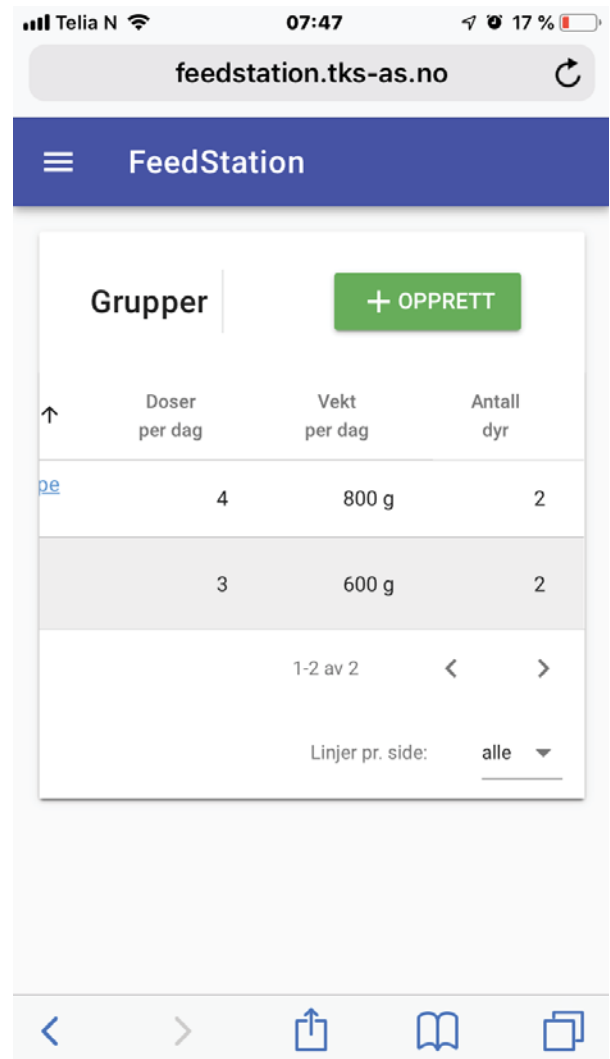 Telia N 07:47 17 %
feedstation.tks-as.no
FeedStation
Grupper + OPPRETT
↑ Doser per dag Vekt per dag Antall dyr
pe 4 800 g 2
3 600 g 2
1-2 av 2
Linjer pr. side: alle